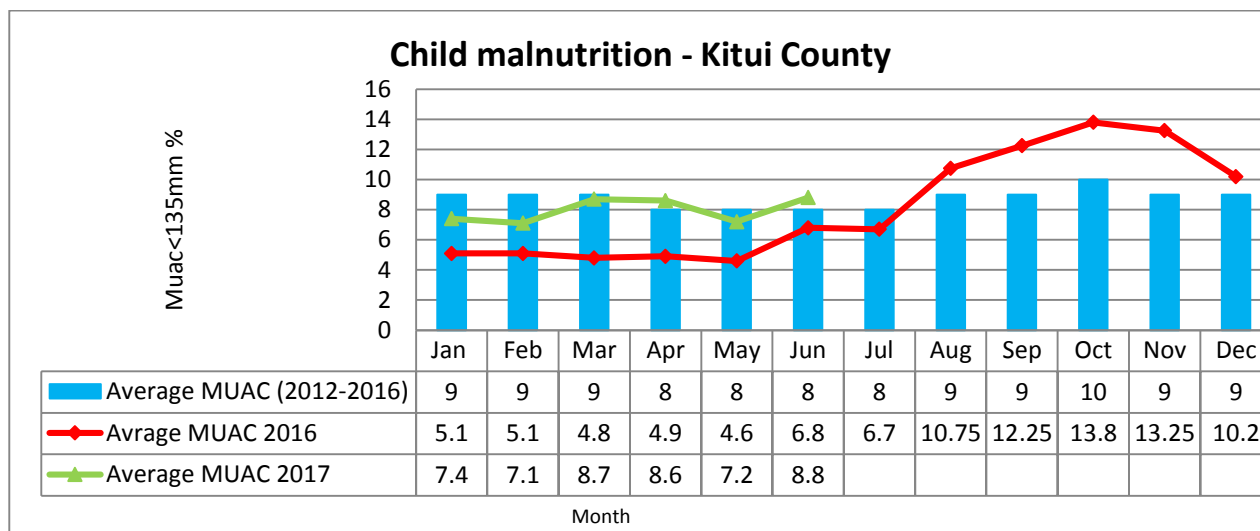 Child malnutrition - Kitui County
Muac<135mm %
16
14
12
10
8
6
4
2
0
Jan Feb Mar Apr May Jun Jul Aug Sep Oct Nov Dec
Average MUAC (2012-2016) 9 9 9 8 8 8 8 9 9 10 9 9
Avrage MUAC 2016 5.1 5.1 4.8 4.9 4.6 6.8 6.7 10.75 12.25 13.8 13.25 10.2
Average MUAC 2017 7.4 7.1 8.7 8.6 7.2 8.8
Month